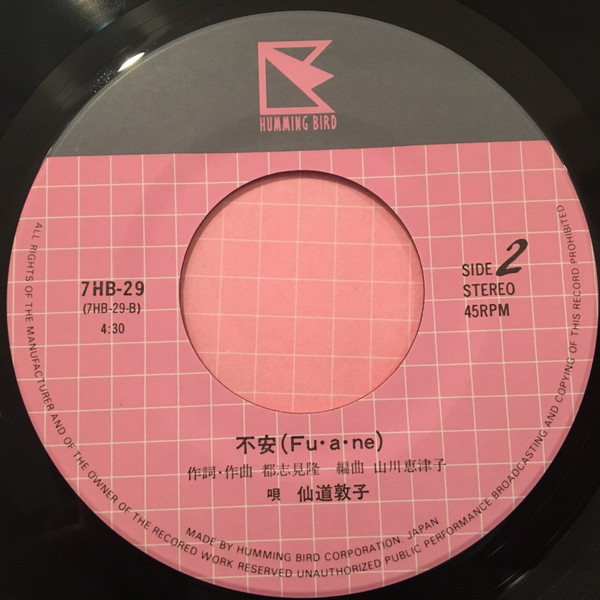 HUMMING BIRD
7HB-29
(7HB-29-B)
4:30
SIDE 2
STEREO
45RPM
不安(Fu・a・ne)
作詞・作曲 都志見隆 編曲 山川恵津子
唄 仙道敦子
MADE BY HUMMING BIRD CORPORATION, JAPAN
ALL RIGHTS OF THE MANUFACTURER AND OF THE OWNER OF THE RECORED WORK RESERVED UNAUTHORIZED PUBLIC PERFORMANCE BROADCASTING AND COPYING OF THIS RECORD PROHIBITED